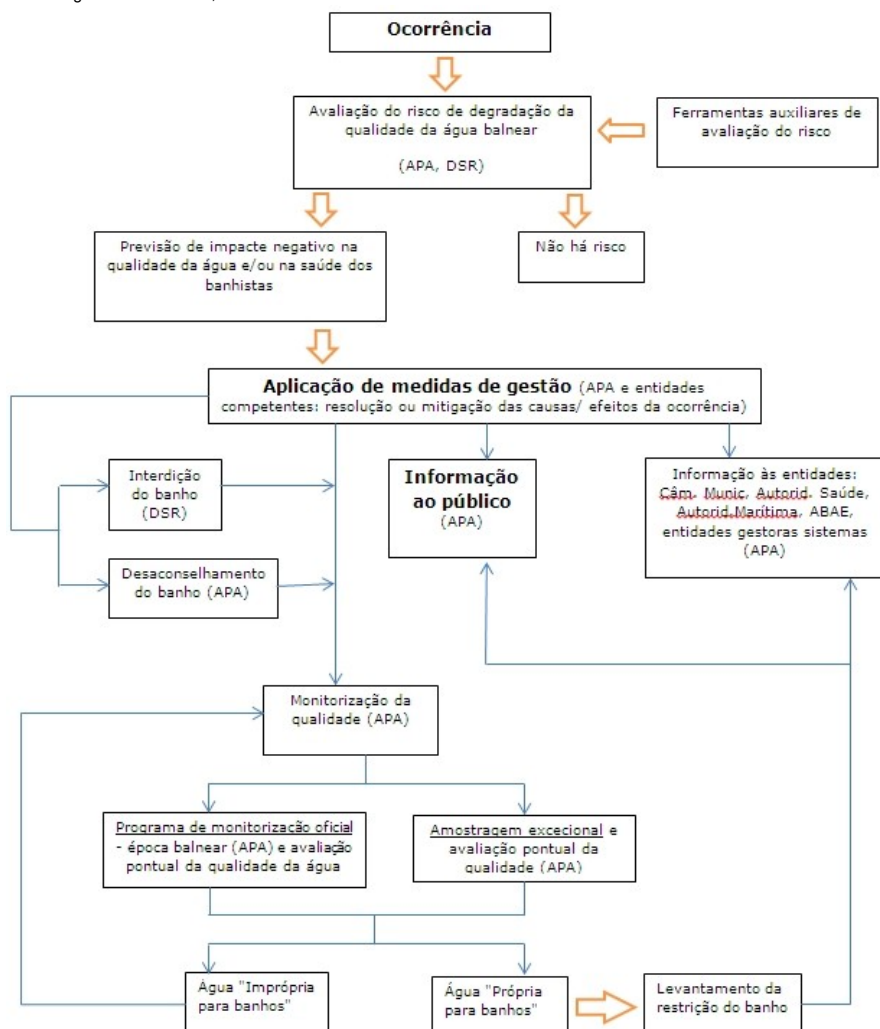 Ocorrência
Avaliação do risco de degradação da
qualidade da água balnear
(APA, DSR)
Ferramentas auxiliares de
avaliação do risco
Previsão de impacte negativo na
qualidade da água e/ou na saúde dos
banhistas
Não há risco
Aplicação de medidas de gestão (APA e entidades
competentes: resolução ou mitigação das causas/ efeitos da ocorrência)
Interdição
do banho
(DSR)
Informação
ao público
(APA)
Informação às entidades:
Câm. Munic, Autorid. Saúde,
Autorid.Marítima, ABAE,
entidades gestoras sistemas
(APA)
Desaconselhamento
do banho (APA)
Monitorização da
qualidade (APA)
Programa de monitorização oficial
- época balnear (APA) e avaliação
pontual da qualidade da água
Amostragem excecional e
avaliação pontual da
qualidade (APA)
Água "Imprópria
para banhos"
Água "Própria
para banhos"
Levantamento da
restrição do banho